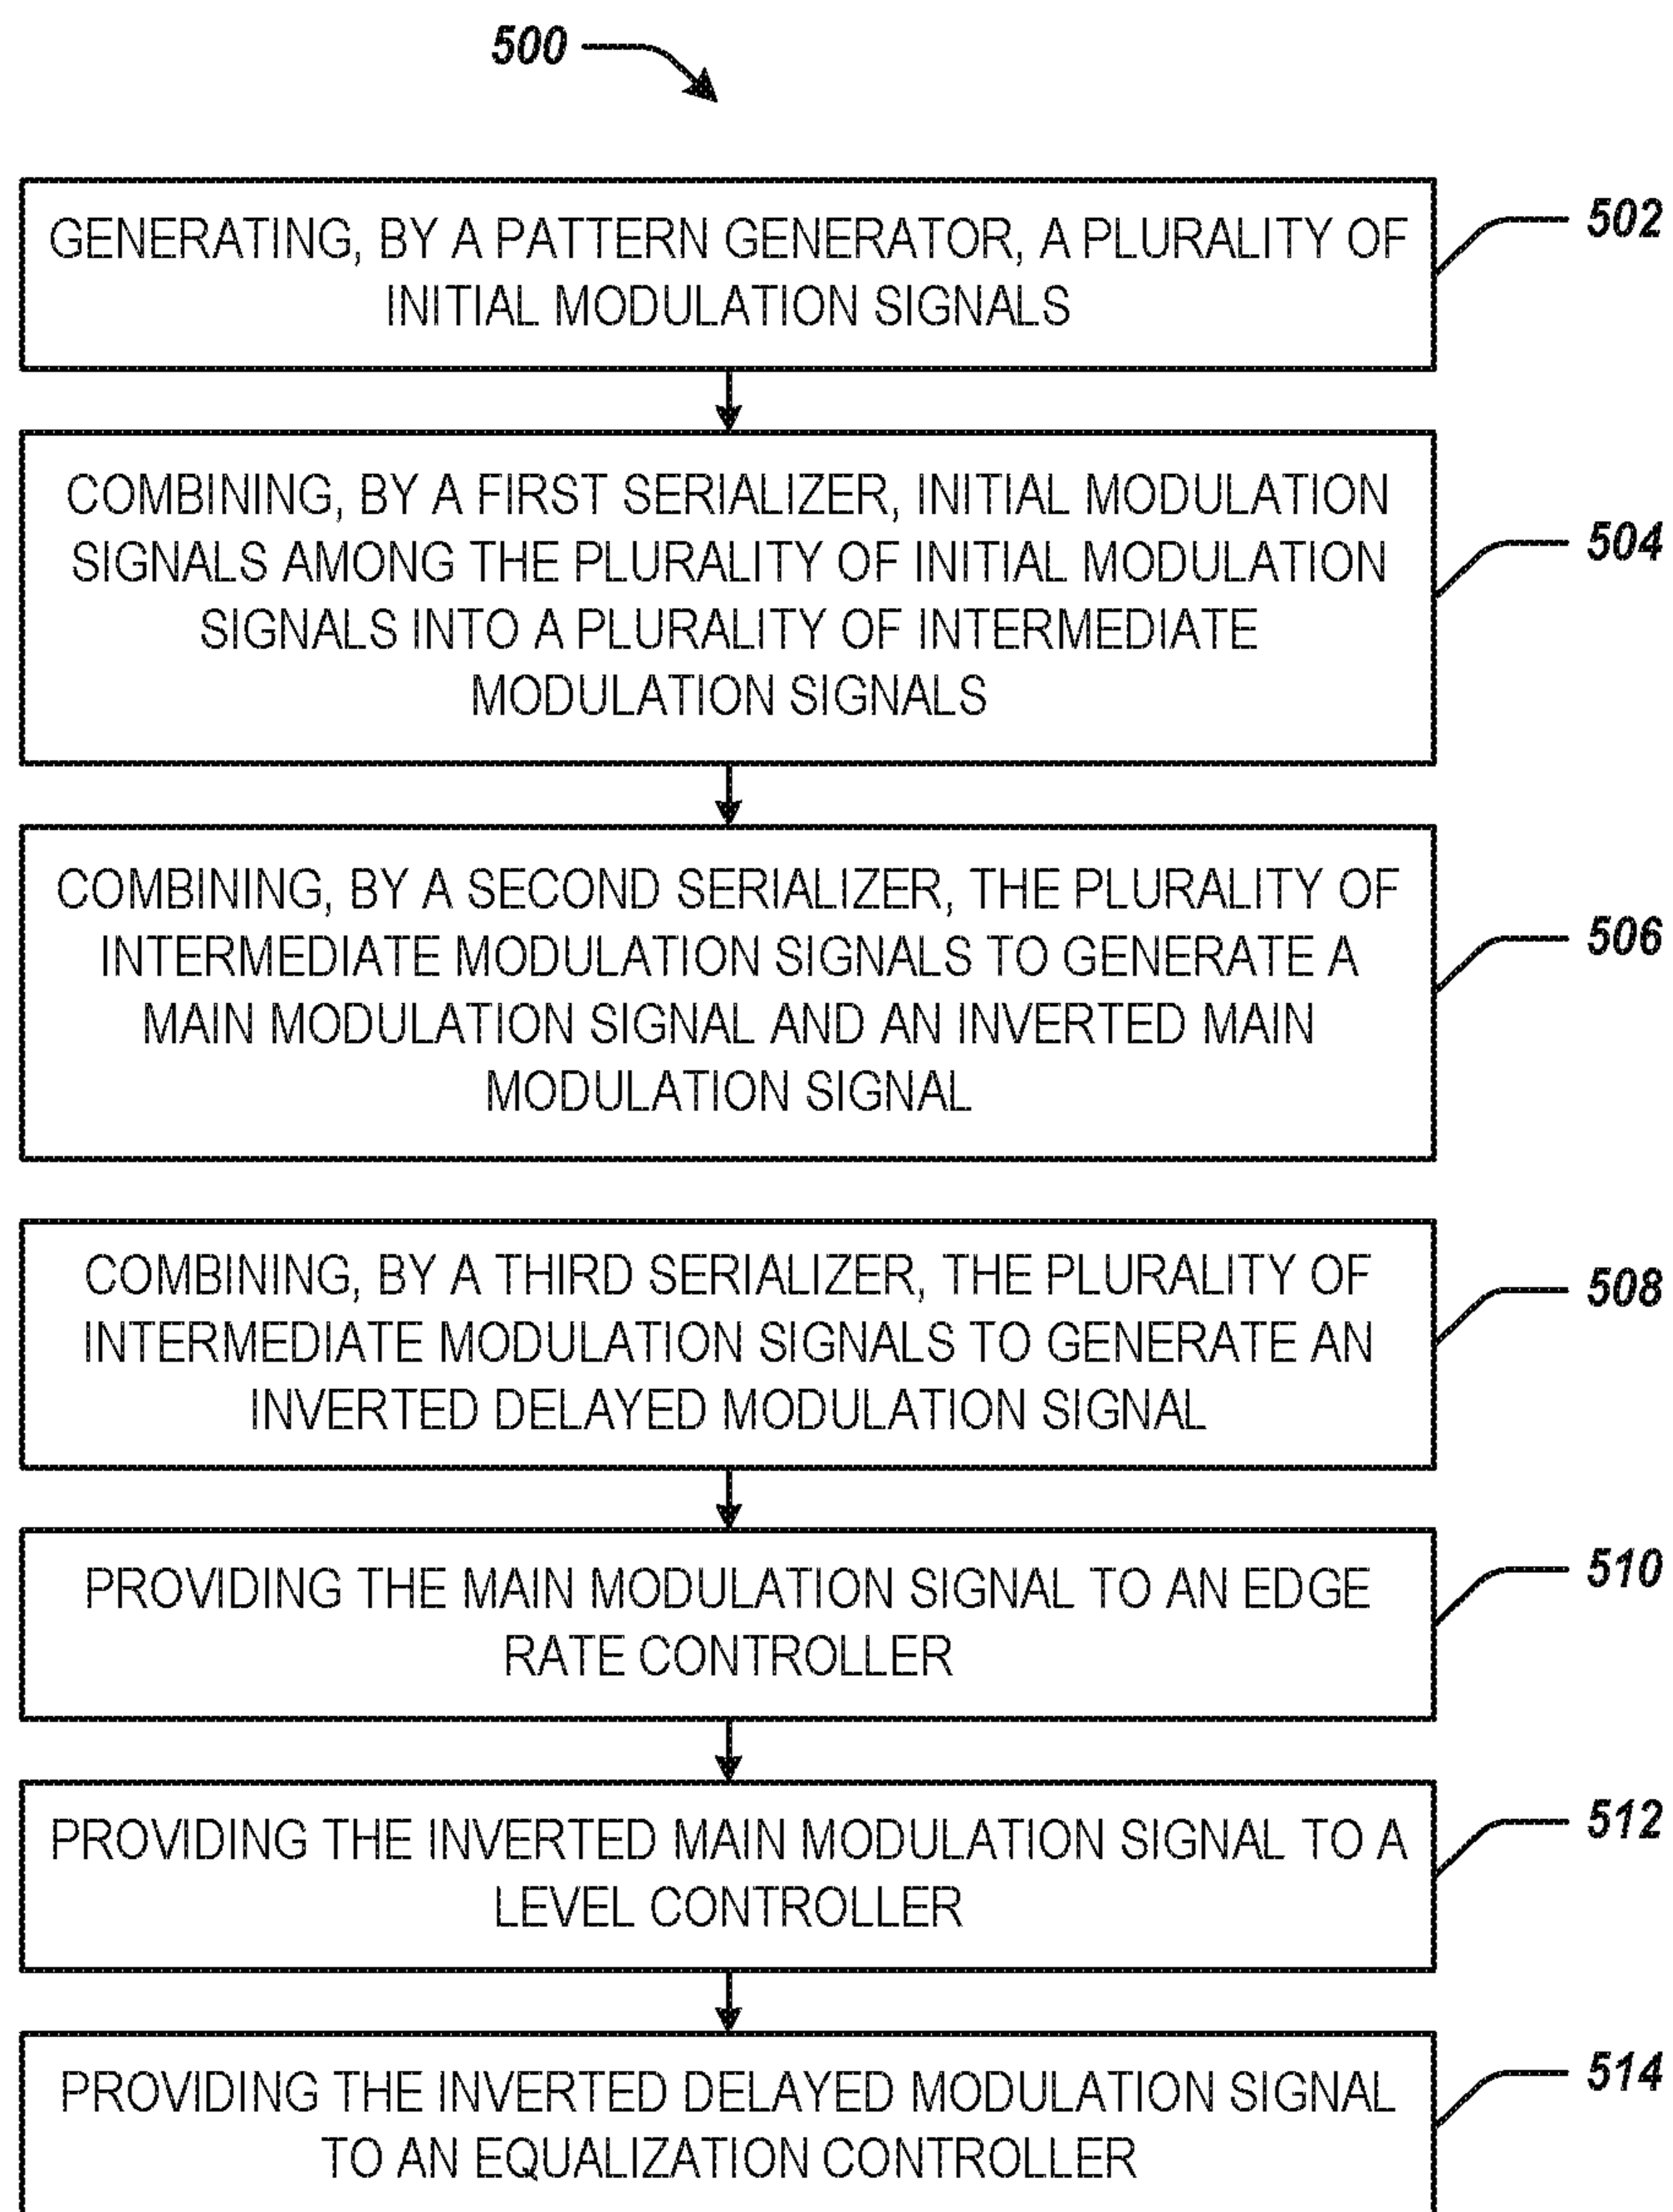 500
GENERATING, BY A PATTERN GENERATOR, A PLURALITY OF
INITIAL MODULATION SIGNALS
502
COMBINING, BY A FIRST SERIALIZER, INITIAL MODULATION
SIGNALS AMONG THE PLURALITY OF INITIAL MODULATION
SIGNALS INTO A PLURALITY OF INTERMEDIATE
MODULATION SIGNALS
504
COMBINING, BY A SECOND SERIALIZER, THE PLURALITY OF
INTERMEDIATE MODULATION SIGNALS TO GENERATE A
MAIN MODULATION SIGNAL AND AN INVERTED MAIN
MODULATION SIGNAL
506
COMBINING, BY A THIRD SERIALIZER, THE PLURALITY OF
INTERMEDIATE MODULATION SIGNALS TO GENERATE AN
INVERTED DELAYED MODULATION SIGNAL
508
PROVIDING THE MAIN MODULATION SIGNAL TO AN EDGE
RATE CONTROLLER
510
PROVIDING THE INVERTED MAIN MODULATION SIGNAL TO A
LEVEL CONTROLLER
512
PROVIDING THE INVERTED DELAYED MODULATION SIGNAL
TO AN EQUALIZATION CONTROLLER
514